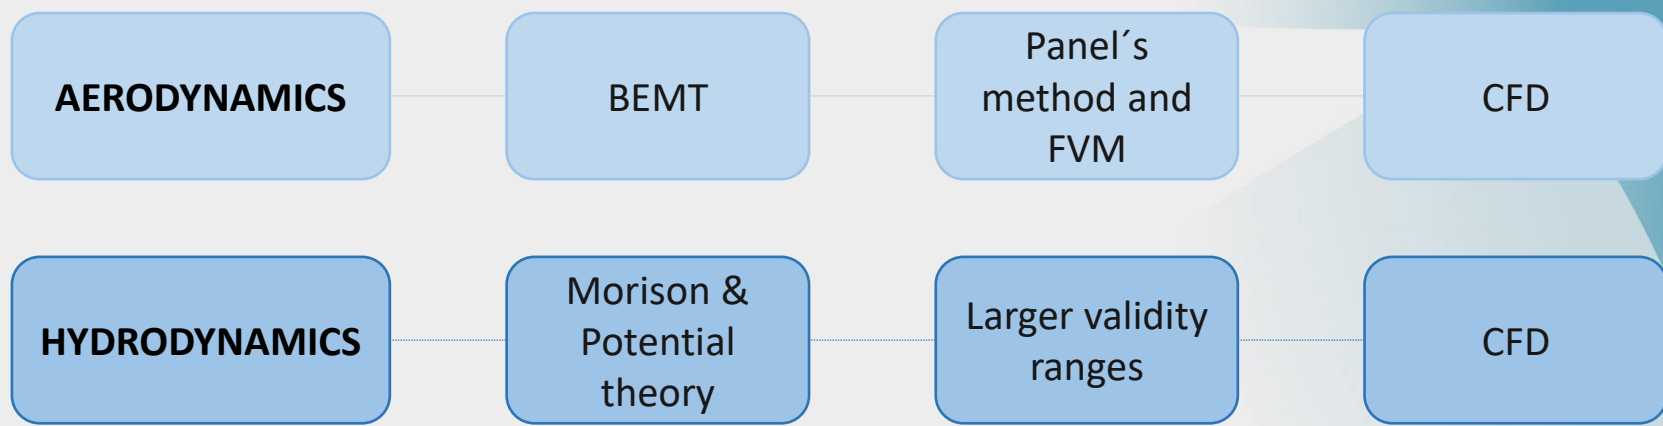 AERODYNAMICS
BEMT
Panel´s
method and
FVM
CFD
HYDRODYNAMICS
Morison &
Potential
theory
Larger validity
ranges
CFD